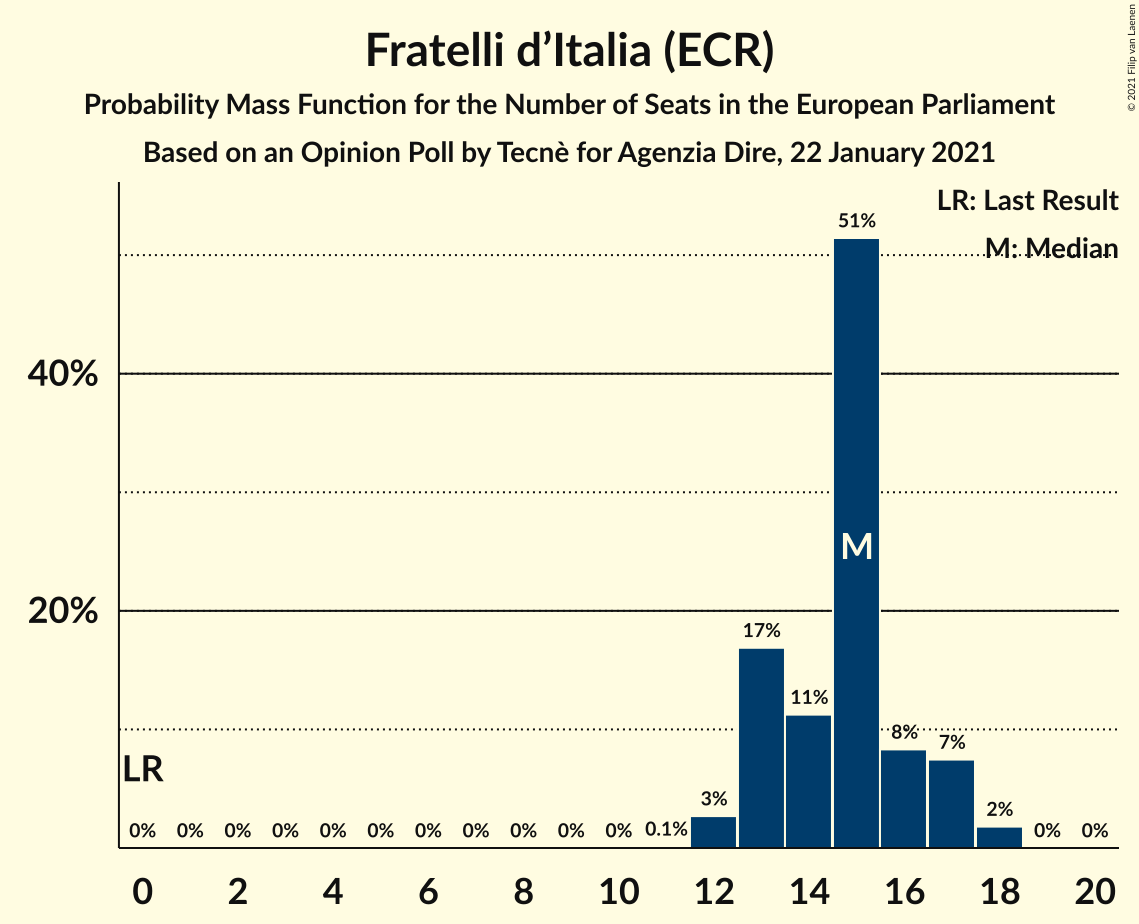 Fratelli d’Italia (ECR)
Probability Mass Function for the Number of Seats in the European Parliament
Based on an Opinion Poll by Tecnè for Agenzia Dire, 22 January 2021
© 2021 Filip van Laenen
LR: Last Result
M: Median
40%
20%
LR
M
0% 0% 0% 0% 0% 0% 0% 0% 0% 0% 0% 0.1% 3% 17% 11% 51% 8% 7% 2% 0% 0%
0 2 4 6 8 10 12 14 16 18 20